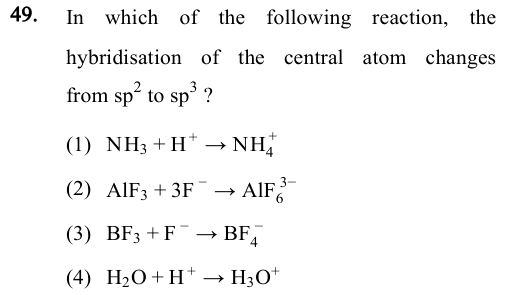 49. In which of the following reaction, the
hybridisation of the central atom changes
from sp² to sp³ ?
(1) NH₃ + H⁺ → NH₄⁺
(2) AlF₃ + 3F⁻ → AlF₆³⁻
(3) BF₃ + F⁻ → BF₄⁻
(4) H₂O + H⁺ → H₃O⁺